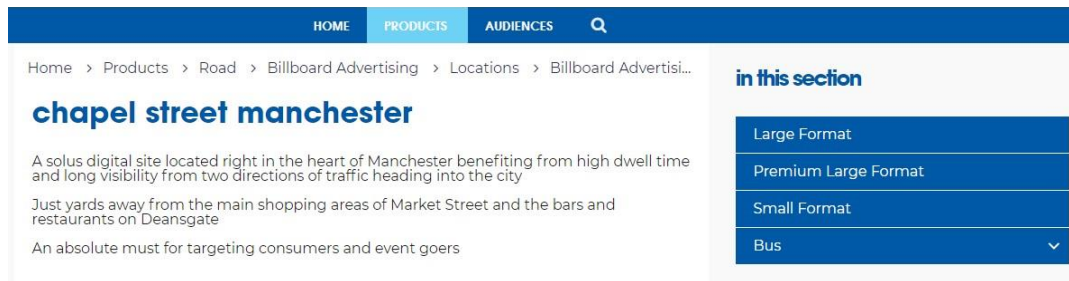 HOME PRODUCTS AUDIENCES
Home > Products > Road > Billboard Advertising > Locations > Billboard Advertisi...
chapel street manchester
A solus digital site located right in the heart of Manchester benefiting from high dwell time
and long visibility from two directions of traffic heading into the city
Just yards away from the main shopping areas of Market Street and the bars and
restaurants on Deansgate
An absolute must for targeting consumers and event goers
in this section
Large Format
Premium Large Format
Small Format
Bus